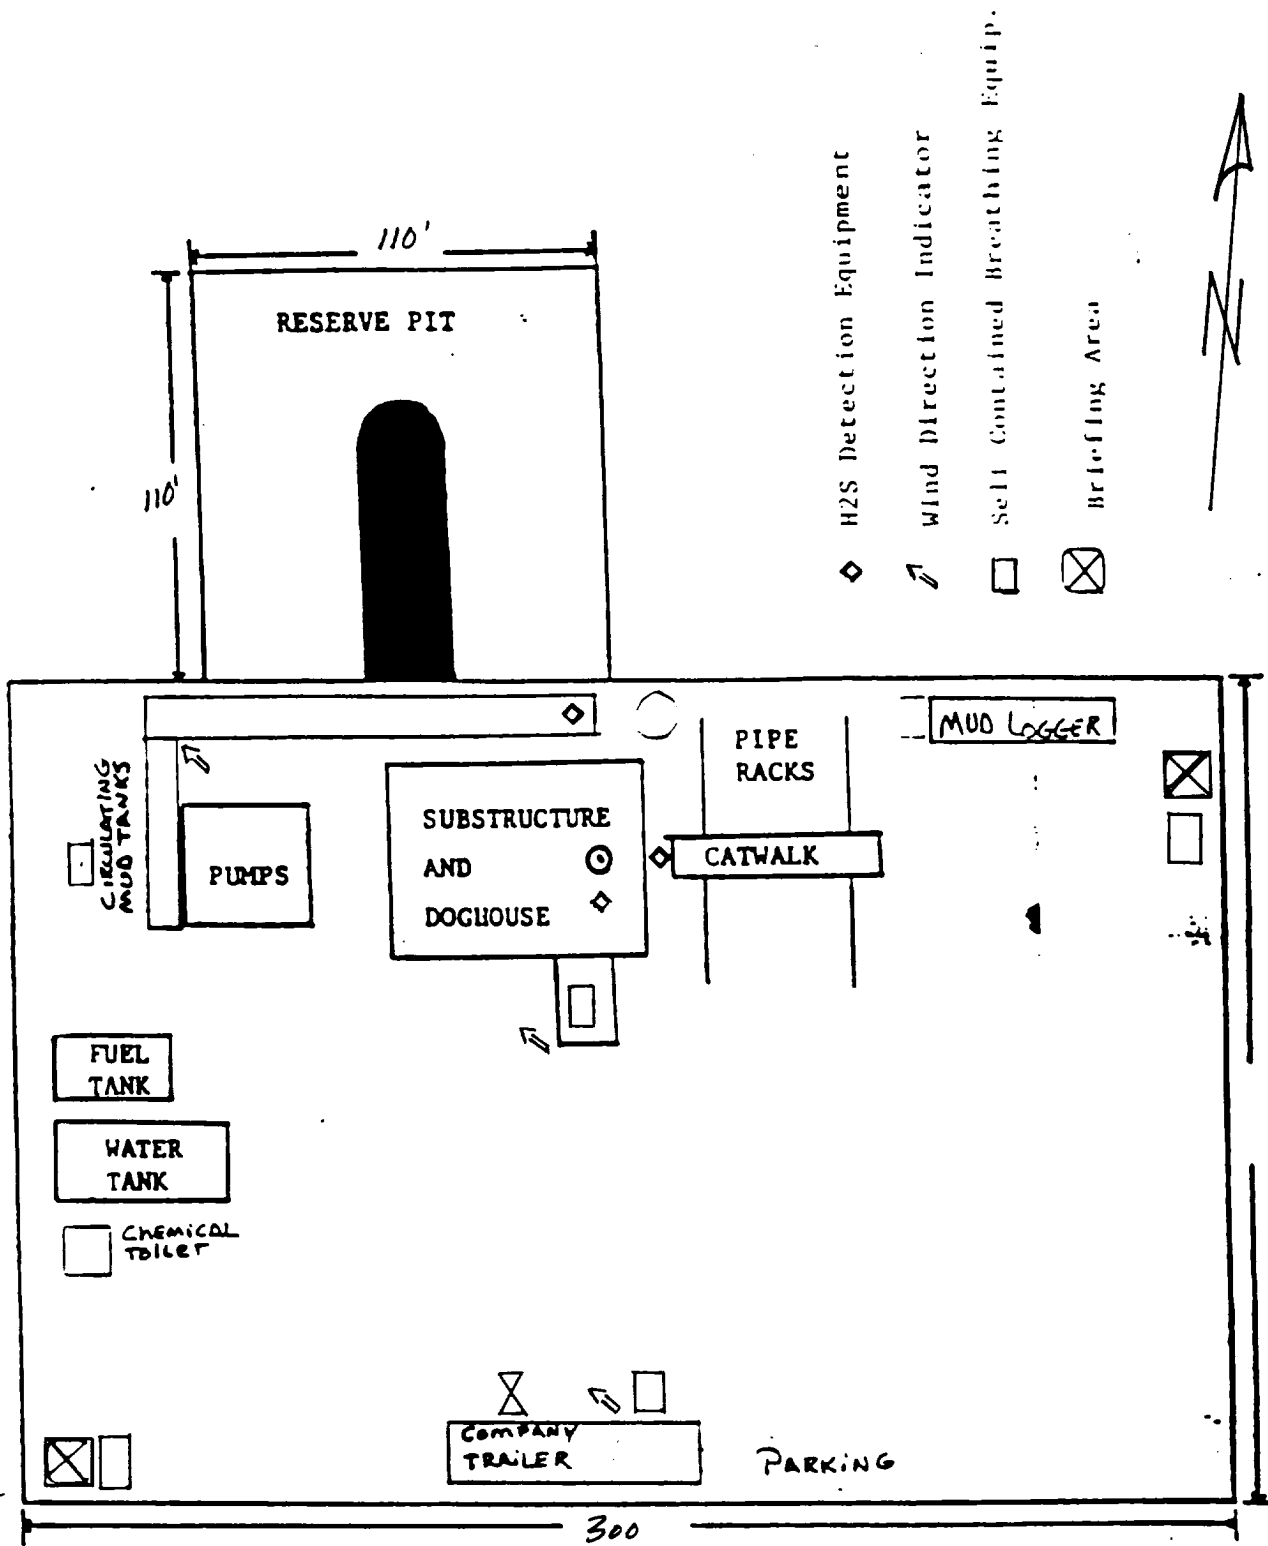 110'
RESERVE PIT
110'
H2S Detection Equipment
Wind Direction Indicator
Self Contained Breathing Equip.
Briefing Area
N
MUD LOGGER
PIPE
RACKS
CIRCULATING
MUD TANKS
PUMPS
SUBSTRUCTURE
AND
DOGHOUSE
CATWALK
FUEL
TANK
WATER
TANK
CHEMICAL
TOILET
COMPANY
TRAILER
PARKING
300